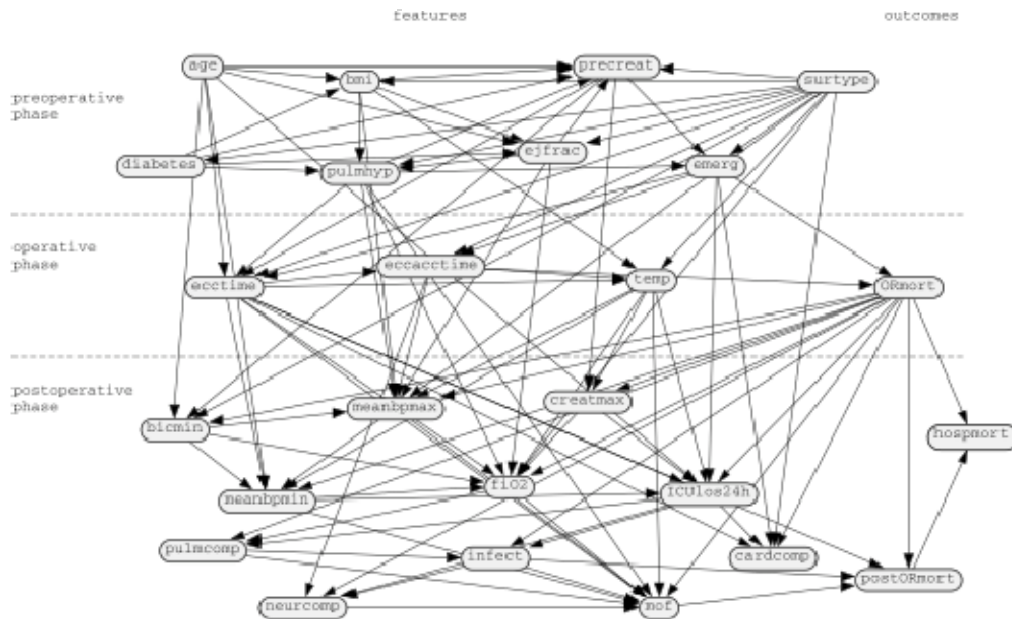 features
outcomes
age
bmi
precreat
surtype
preoperative
phase
diabetes
pulmhyp
ejfrac
emerg
operative
phase
ecctime
eccacctime
temp
ORmort
postoperative
phase
bicmin
meanbpmax
creatmax
hospmort
meanbpmin
fiO2
ICUlos24h
pulmcomp
infect
cardcomp
postORmort
neurcomp
mof